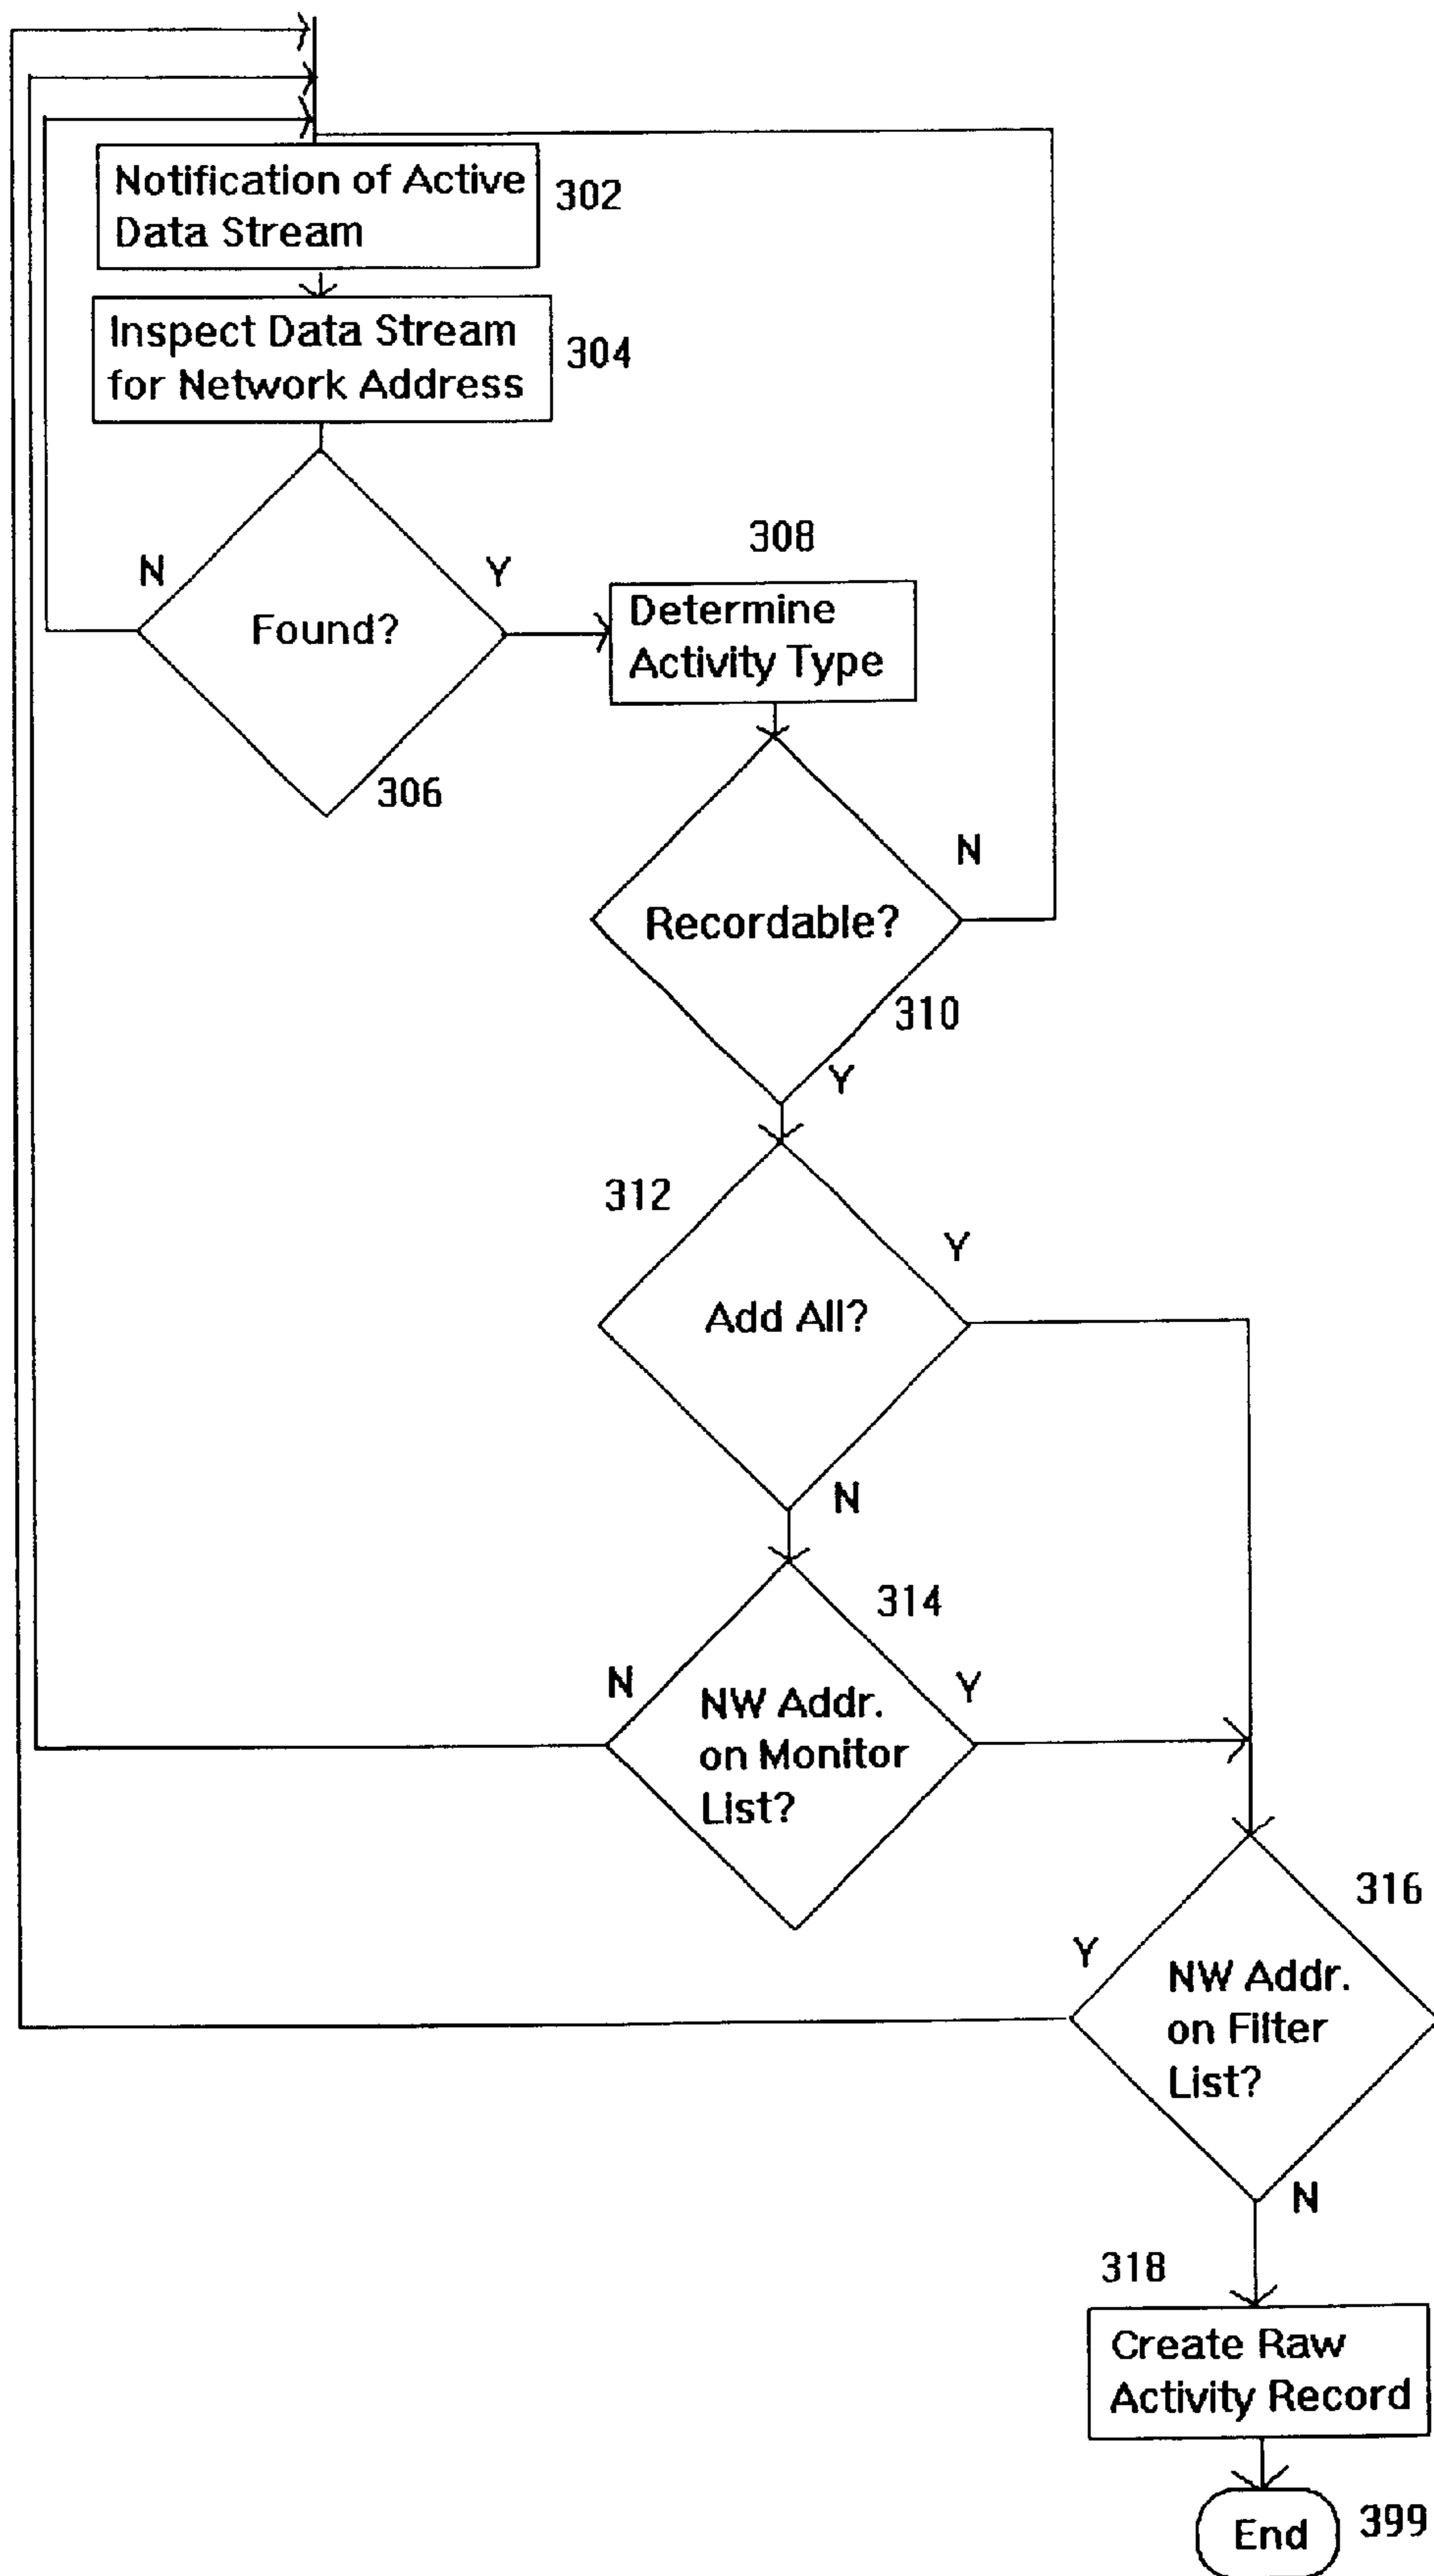 Notification of Active
Data Stream
302
Inspect Data Stream
for Network Address
304
N
Y
Found?
306
308
Determine
Activity Type
N
Recordable?
310
Y
312
Y
Add All?
N
314
N
Y
NW Addr.
on Monitor
List?
316
Y
NW Addr.
on Filter
List?
N
318
Create Raw
Activity Record
End
399